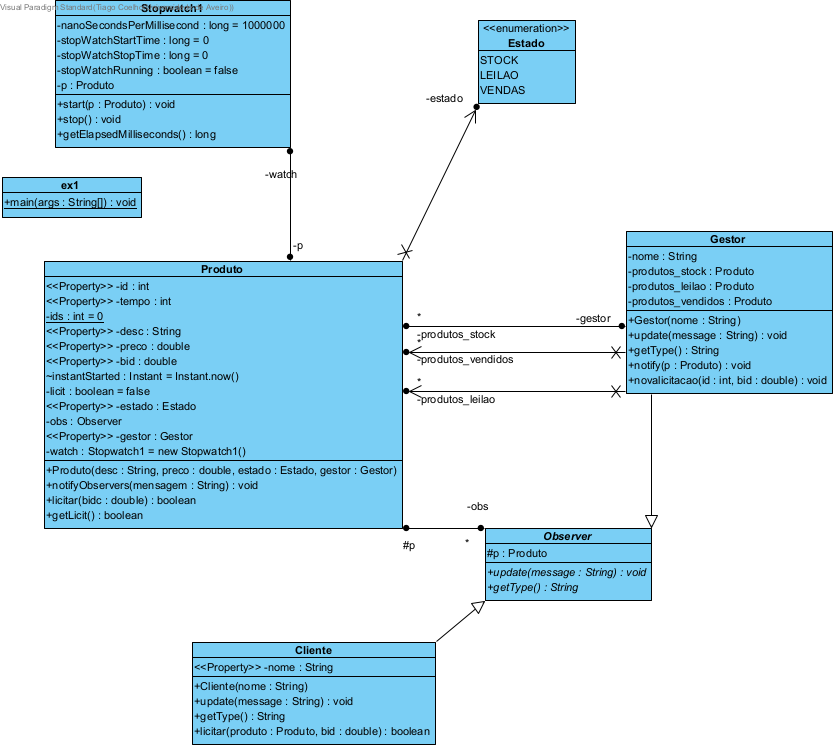 Visual Paradigm Standard(Tiago Coelho
Stopwatch1
-nanoSecondsPerMillisecond : long = 1000000
-stopWatchStartTime : long = 0
-stopWatchStopTime : long = 0
-stopWatchRunning : boolean = false
-p : Produto
+start(p : Produto) : void
+stop() : void
+getElapsedMilliseconds() : long
<<enumeration>>
Estado
STOCK
LEILAO
VENDAS
-estado
-watch
-p
ex1
+main(args : String[]) : void
Produto
<<Property>> -id : int
<<Property>> -tempo : int
-ids : int = 0
<<Property>> -desc : String
<<Property>> -preco : double
<<Property>> -bid : double
~instantStarted : Instant = Instant.now()
-licit : boolean = false
<<Property>> -estado : Estado
-obs : Observer
<<Property>> -gestor : Gestor
-watch : Stopwatch1 = new Stopwatch1()
+Produto(desc : String, preco : double, estado : Estado, gestor : Gestor)
+notifyObservers(mensagem : String) : void
+licitar(bidc : double) : boolean
+getLicit() : boolean
*
-gestor
-produtos_stock
*
-produtos_vendidos
*
-produtos_leilao
Gestor
-nome : String
-produtos_stock : Produto
-produtos_leilao : Produto
-produtos_vendidos : Produto
+Gestor(nome : String)
+update(message : String) : void
+getType() : String
+notify(p : Produto) : void
+novalicitacao(id : int, bid : double) : void
-obs
#p
*
Observer
#p : Produto
+update(message : String) : void
+getType() : String
Cliente
<<Property>> -nome : String
+Cliente(nome : String)
+update(message : String) : void
+getType() : String
+licitar(produto : Produto, bid : double) : boolean